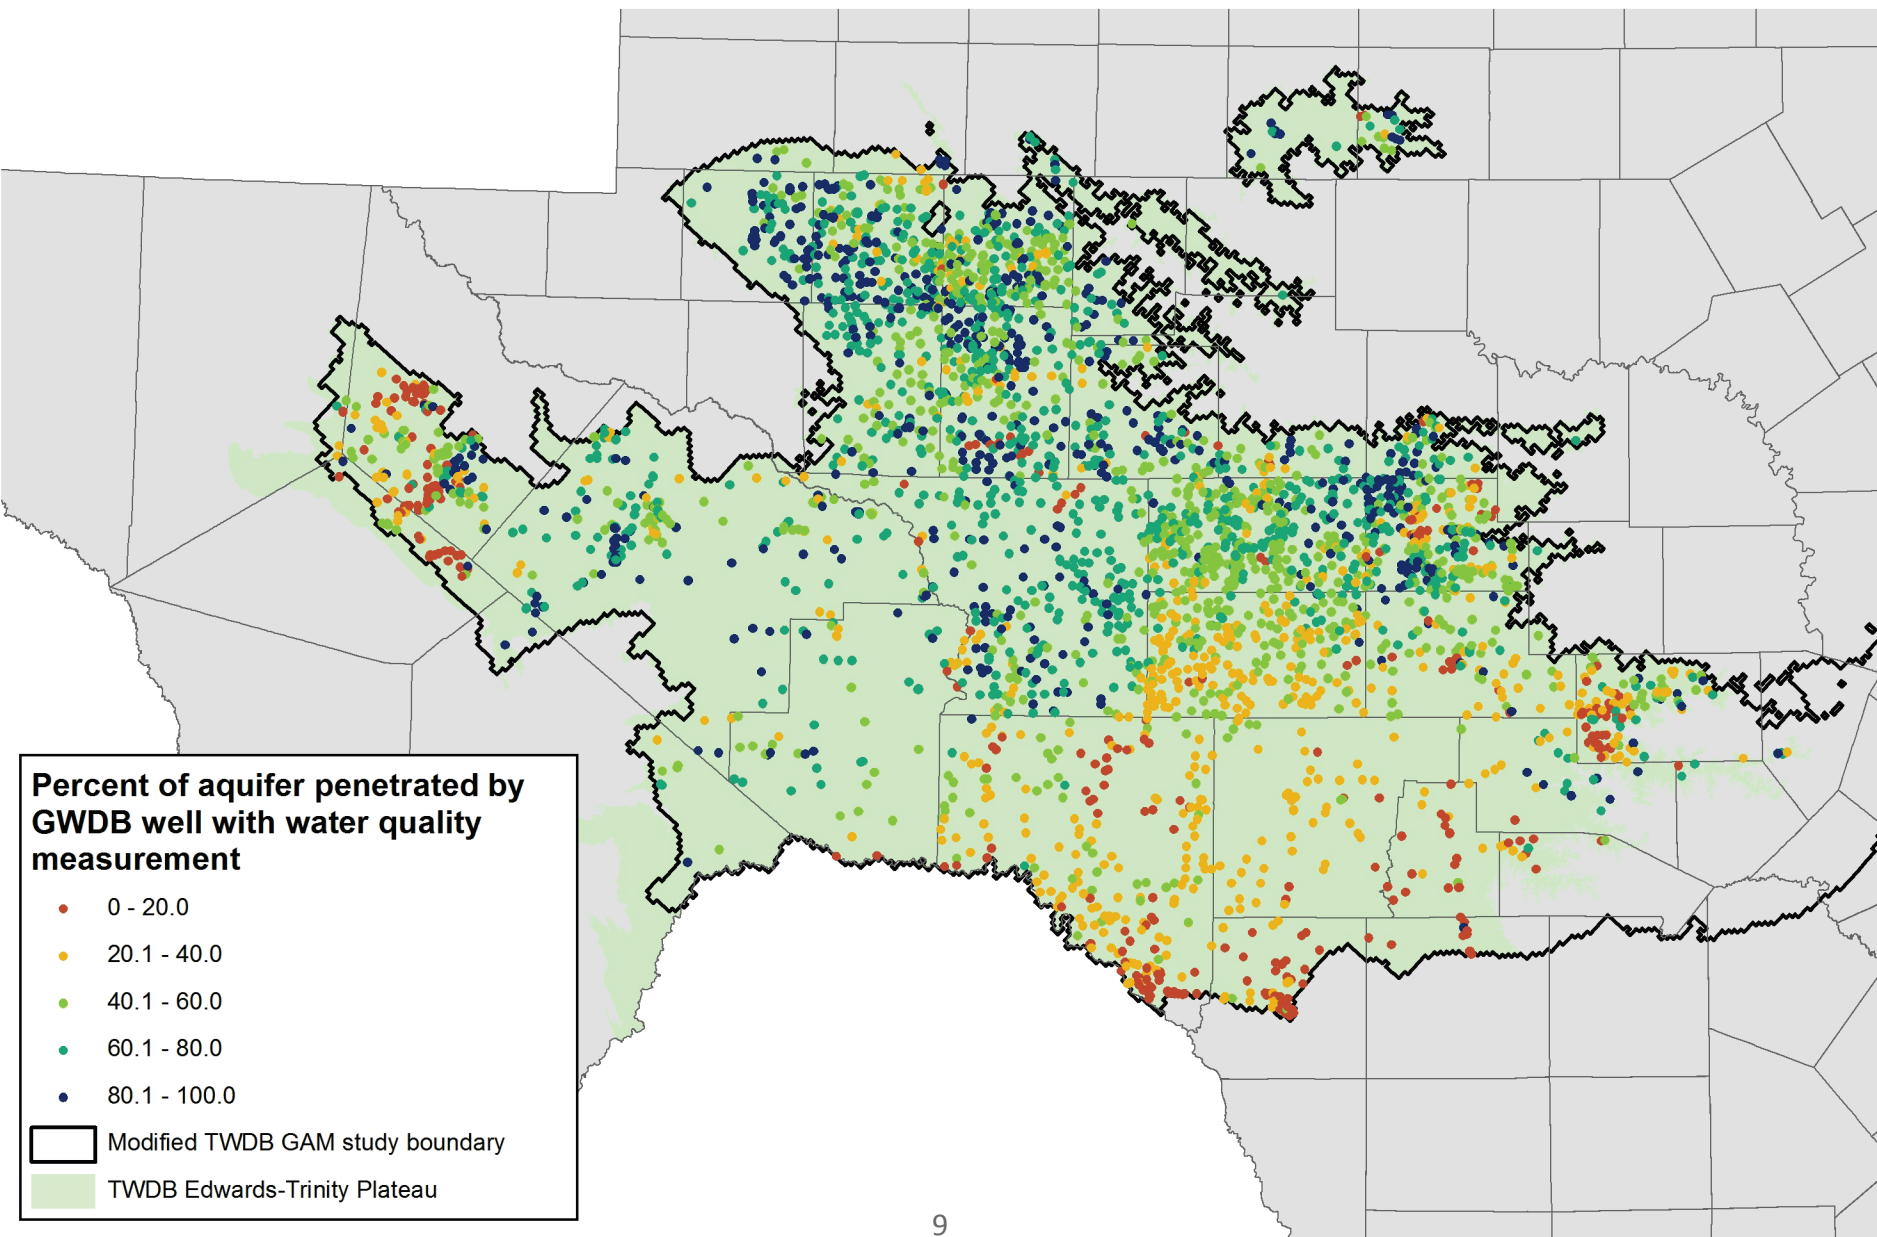 Percent of aquifer penetrated by
GWDB well with water quality
measurement
0 - 20.0
20.1 - 40.0
40.1 - 60.0
60.1 - 80.0
80.1 - 100.0
Modified TWDB GAM study boundary
TWDB Edwards-Trinity Plateau
9